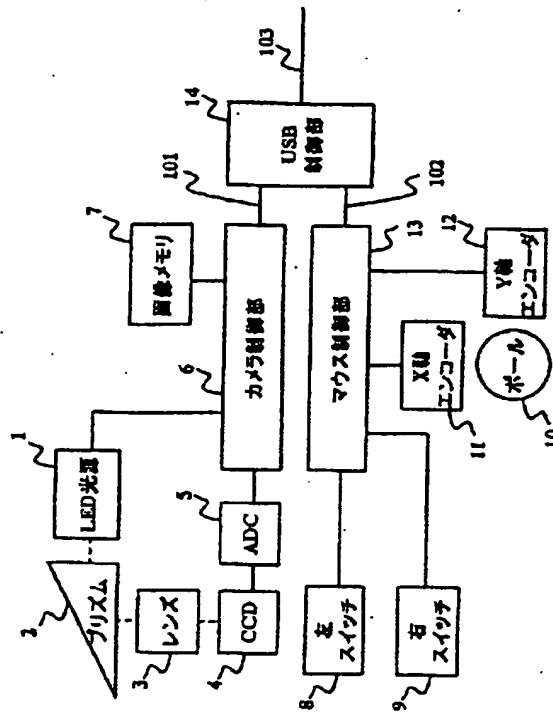 103
14
USB
制御部
101
102
7
画像メモリ
カメラ制御部
6
マウス制御部
13
12
Y軸
エンコーダ
X軸
エンコーダ
11
ボール
10
1
LED光源
2
プリズム
3
レンズ
4
CCD
5
ADC
左
スイッチ
8
右
スイッチ
9